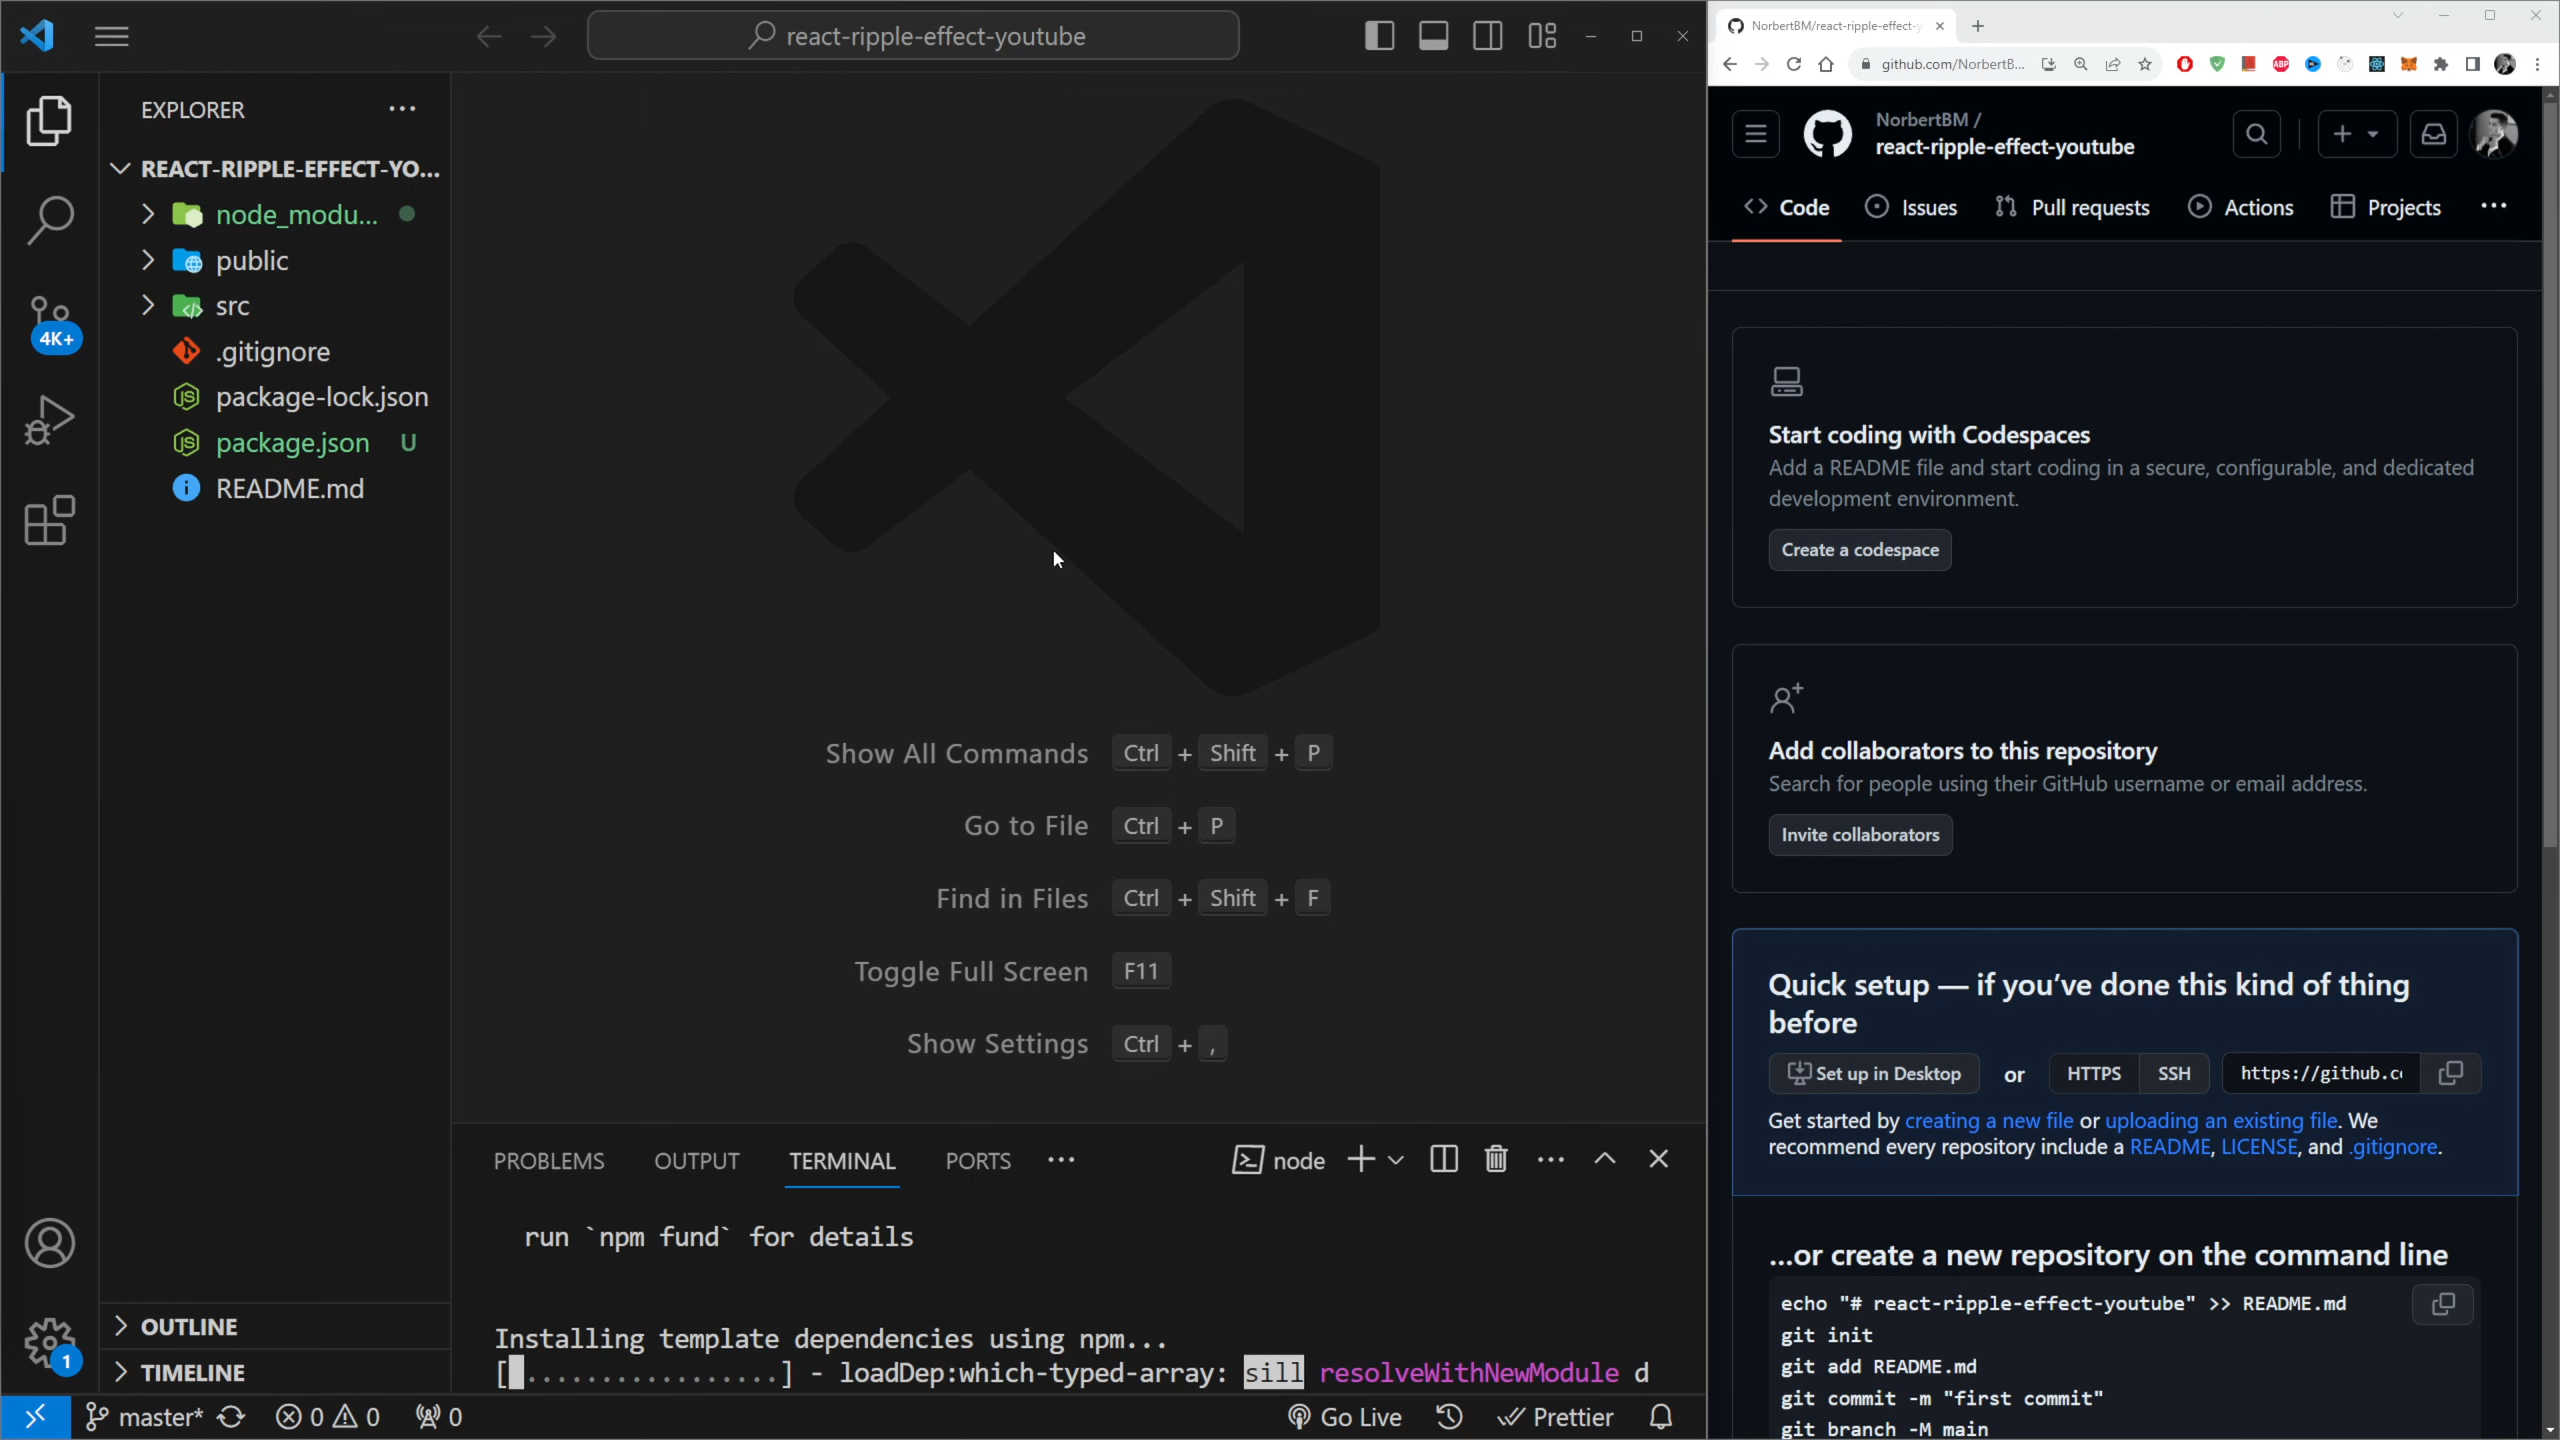 react-ripple-effect-youtube
EXPLORER
REACT-RIPPLE-EFFECT-YO...
node_modu...
public
src
.gitignore
package-lock.json
package.json U
README.md
4K+
OUTLINE
TIMELINE
1
Show All Commands Ctrl + Shift + P
Go to File Ctrl + P
Find in Files Ctrl + Shift + F
Toggle Full Screen F11
Show Settings Ctrl + ,
PROBLEMS OUTPUT TERMINAL PORTS ... node
run `npm fund` for details
Installing template dependencies using npm...
[ .................] - loadDep:which-typed-array: sill resolveWithNewModule d
master* 0 0 0 Go Live Prettier
NorbertBM/react-ripple-effect-y
github.com/NorbertB...
ABP
NorbertBM /
react-ripple-effect-youtube
Code Issues Pull requests Actions Projects ...
Start coding with Codespaces
Add a README file and start coding in a secure, configurable, and dedicated
development environment.
Create a codespace
Add collaborators to this repository
Search for people using their GitHub username or email address.
Invite collaborators
Quick setup — if you’ve done this kind of thing
before
Set up in Desktop or HTTPS SSH https://github.co
Get started by creating a new file or uploading an existing file. We
recommend every repository include a README, LICENSE, and .gitignore.
...or create a new repository on the command line
echo "# react-ripple-effect-youtube" >> README.md
git init
git add README.md
git commit -m "first commit"
git branch -M main